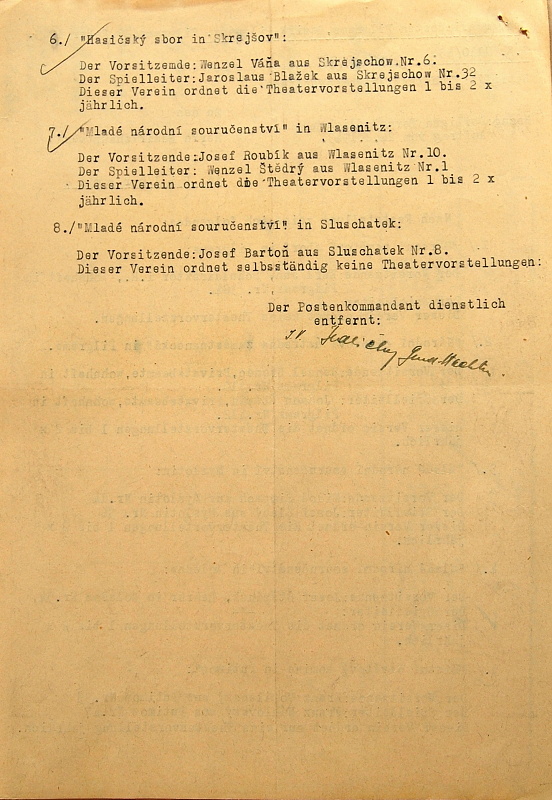 6./ "Hasičský sbor in Skrejšov":
Der Vorsitzemde: Wenzel Váňa aus Skrejschow Nr.6.
Der Spielleiter: Jaroslaus Blažek aus Skrejschow Nr.32
Dieser Verein ordnet die Theatervorstellungen 1 bis 2 x
jährlich.
7./ "Mladé národní souručenství" in Wlasenitz:
Der Vorsitzende: Josef Roubík aus Wlasenitz Nr.10.
Der Spielleiter: Wenzel Štědrý aus Wlasenitz Nr.1
Dieser Verein ordnet die Theatervorstellungen 1 bis 2 x
jährlich.
8./ "Mladé národní souručenství" in Sluschatek:
Der Vorsitzende: Josef Bartoň aus Sluschatek Nr.8.
Dieser Verein ordnet selbsständig keine Theatervorstellungen:
Der Postenkommandant dienstlich
entfernt: